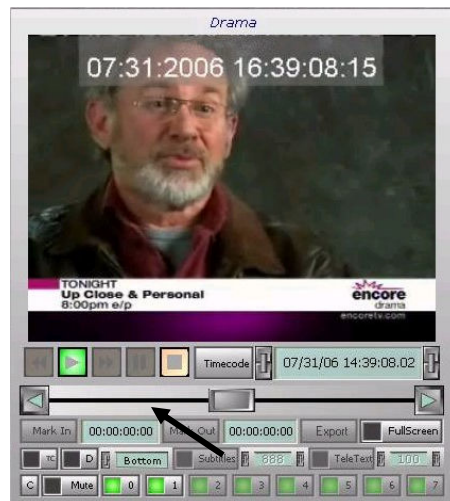 Drama
07:31:2006 16:39:08:15
TONIGHT
Up Close & Personal
8:00pm e/p
encore
drama
encoretv.com
Timecode
07/31/06 14:39:08.02
Mark In
00:00:00:00
Mark Out
00:00:00:00
Export
FullScreen
TC
D
Bottom
Subtitles
888
TeleText
100
C
Mute
0
1
2
3
4
5
6
7